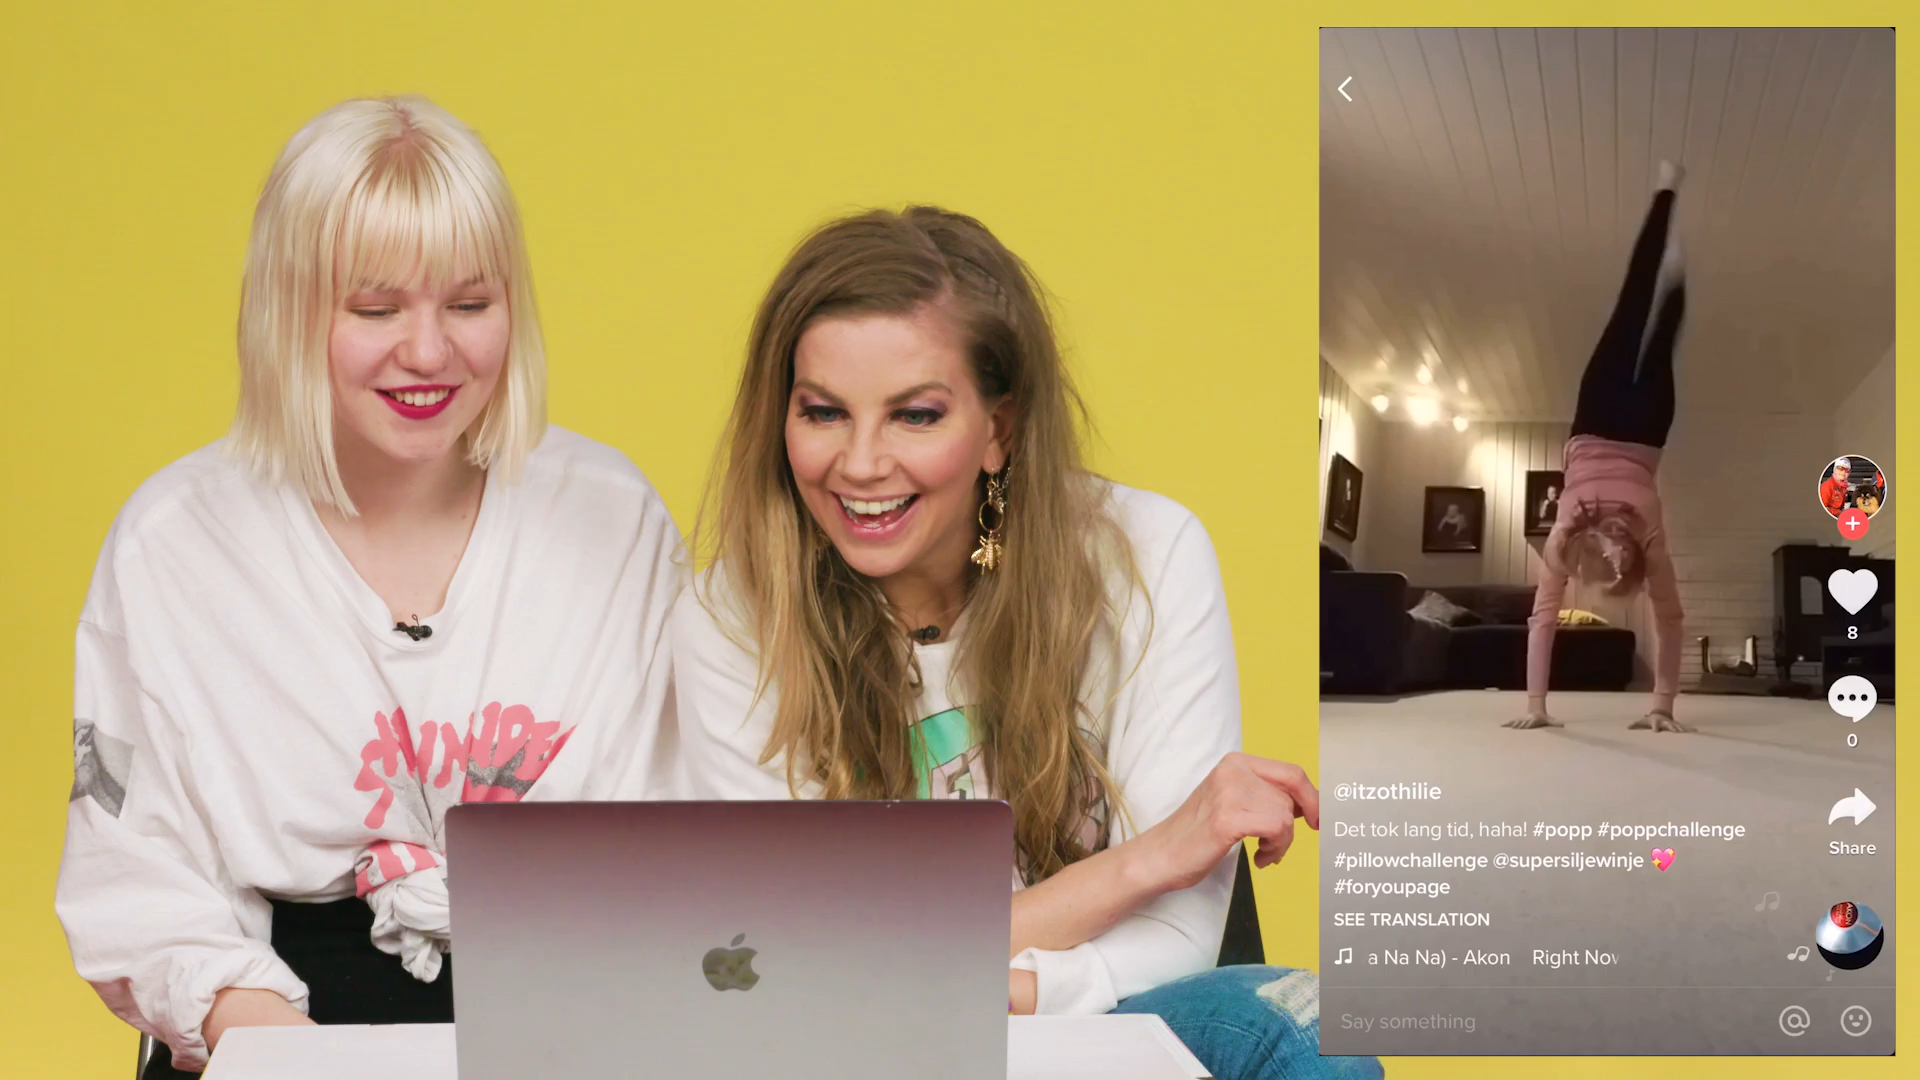 @itzothilie
Det tok lang tid, haha! #popp #poppchallenge
#pillowchallenge @supersiljewinje 💖
#foryoupage
SEE TRANSLATION
a Na Na) - Akon Right Nov
Say something
8
0
Share